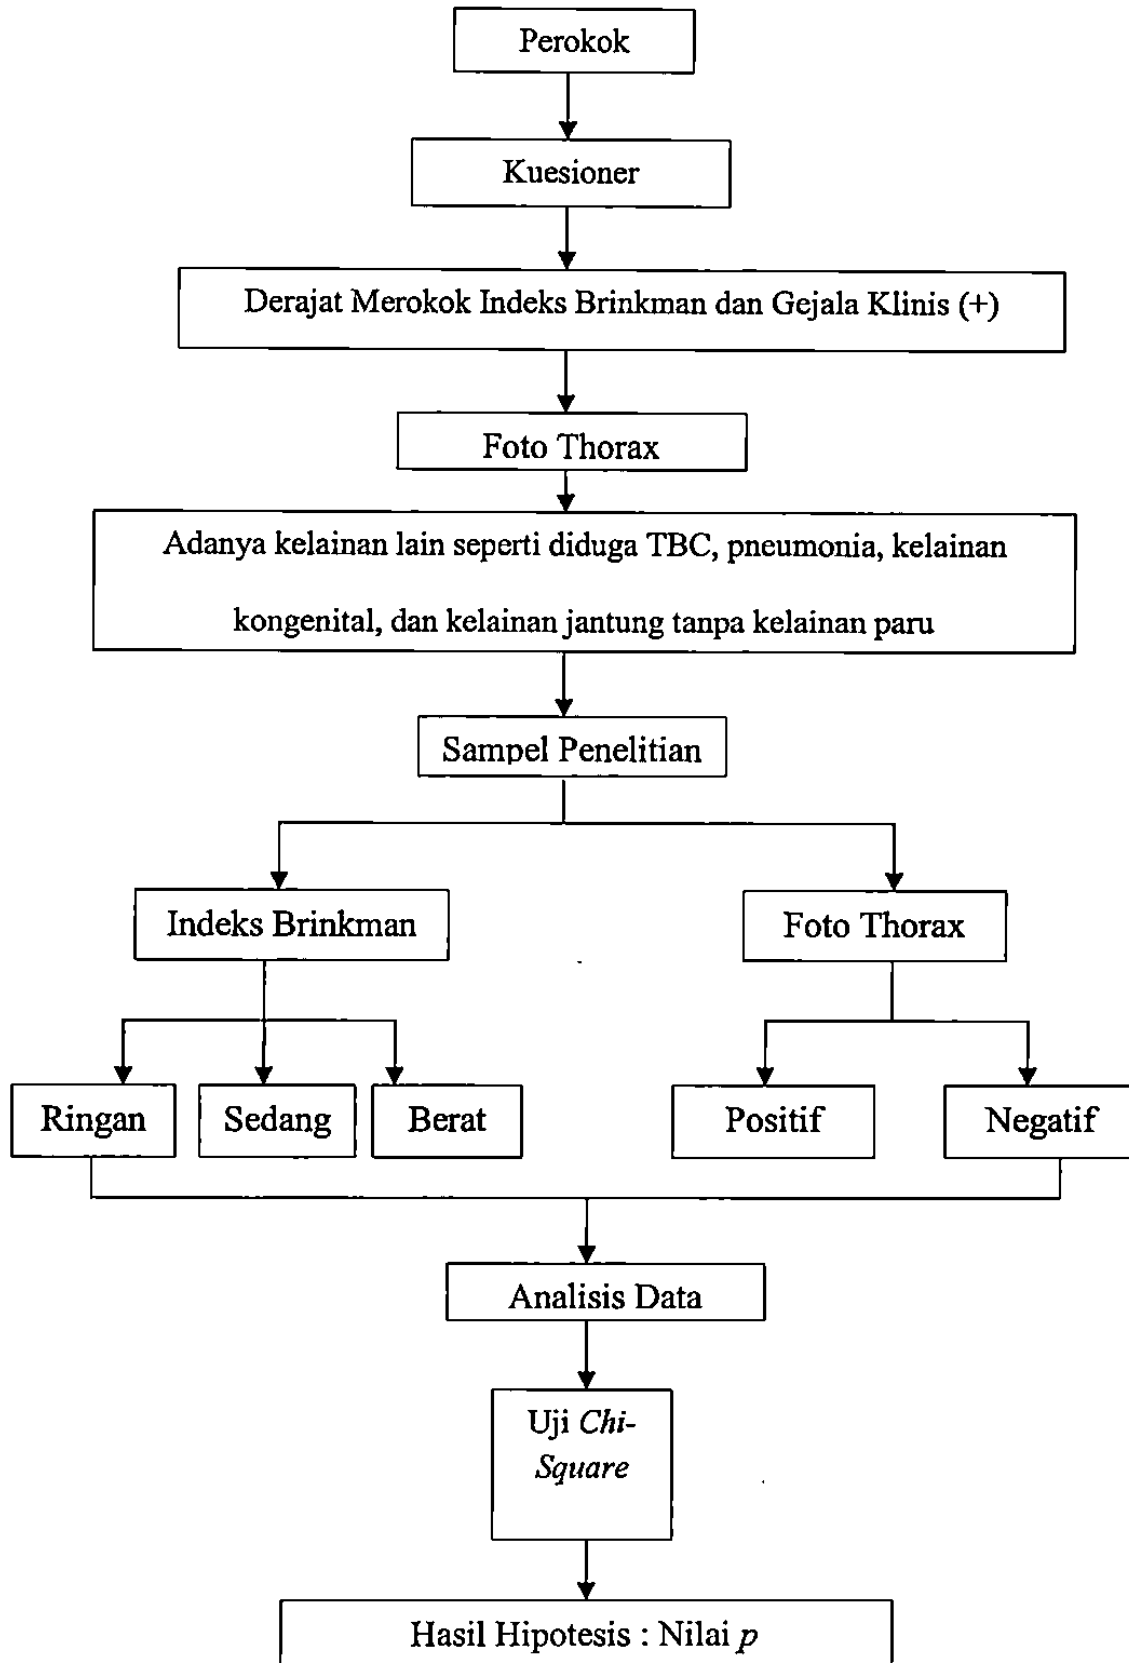 Perokok
Kuesioner
Derajat Merokok Indeks Brinkman dan Gejala Klinis (+)
Foto Thorax
Adanya kelainan lain seperti diduga TBC, pneumonia, kelainan
kongenital, dan kelainan jantung tanpa kelainan paru
Sampel Penelitian
Indeks Brinkman
Foto Thorax
Ringan
Sedang
Berat
Positif
Negatif
Analisis Data
Uji Chi-
Square
Hasil Hipotesis : Nilai p